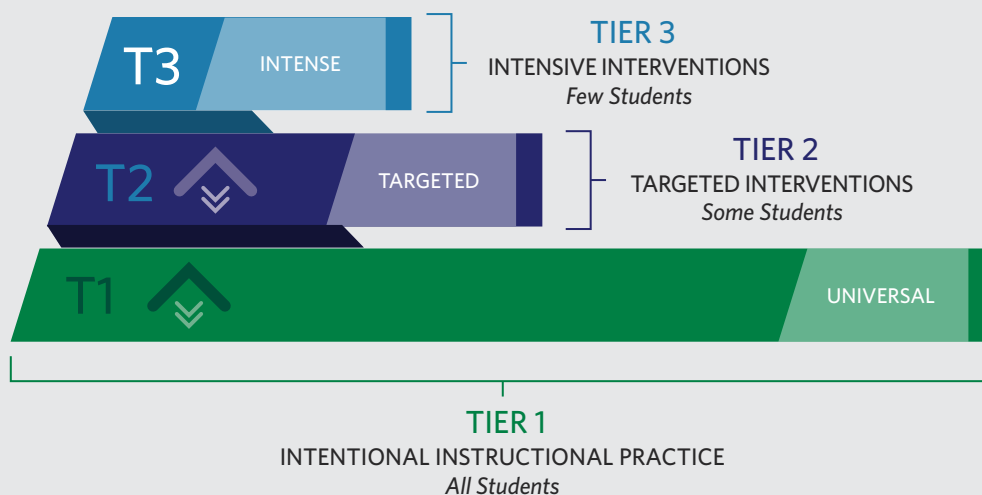 T3
INTENSE
TIER 3
INTENSIVE INTERVENTIONS
Few Students
T2
TARGETED
TIER 2
TARGETED INTERVENTIONS
Some Students
T1
UNIVERSAL
TIER 1
INTENTIONAL INSTRUCTIONAL PRACTICE
All Students